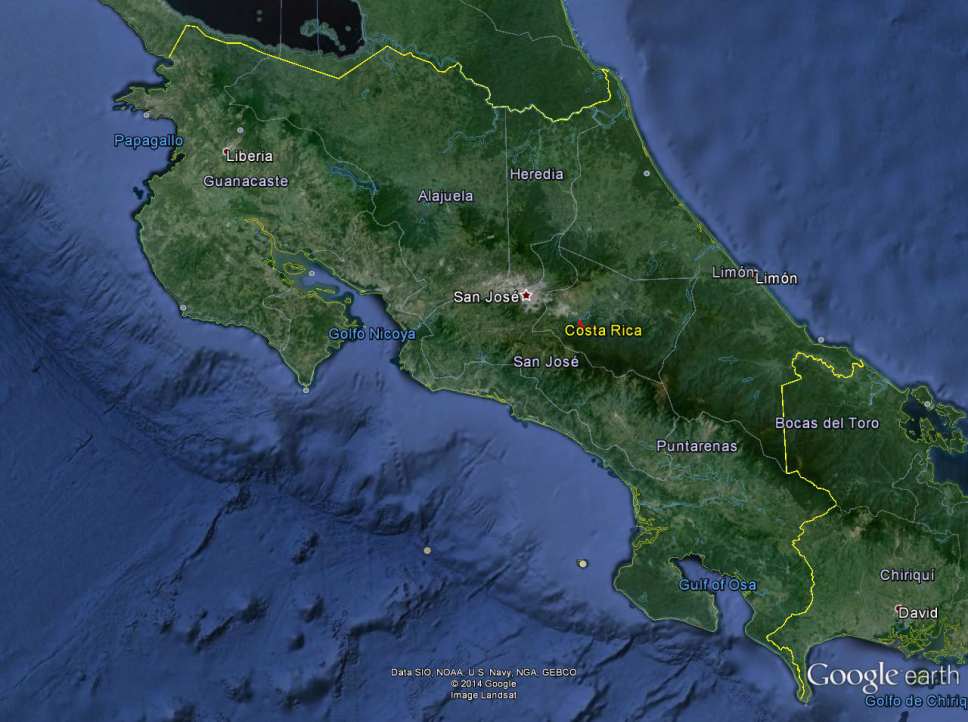 Papagallo
Liberia
Guanacaste
Heredia
Alajuela
Limón
Limón
San José
Golfo Nicoya
Costa Rica
San José
Bocas del Toro
Puntarenas
Chiriquí
Gulf of Osa
David
Data SIO, NOAA, U.S. Navy, NGA, GEBCO
© 2014 Google
Image Landsat
Google earth
Golfo de Chiriq